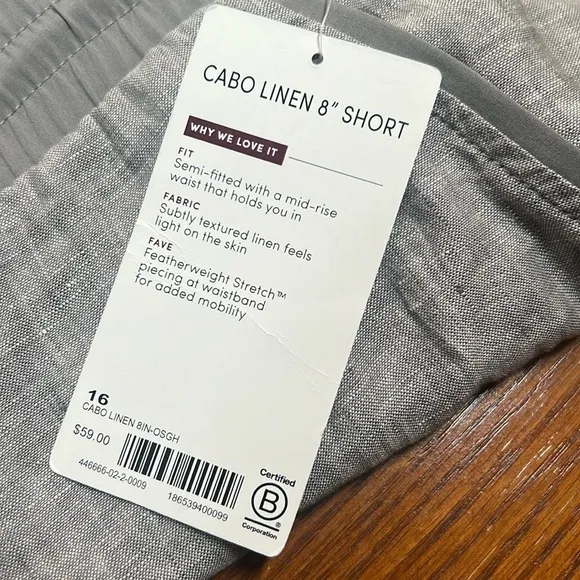 CABO LINEN 8" SHORT
WHY WE LOVE IT
FIT
Semi-fitted with a mid-rise
waist that holds you in
FABRIC
Subtly textured linen feels
light on the skin
FAVE
Featherweight Stretch™
piecing at waistband
for added mobility
16
CABO LINEN 8IN-OSGH
$59.00
446666-02-2-0009
186539400099
Certified
B
®
Corporation